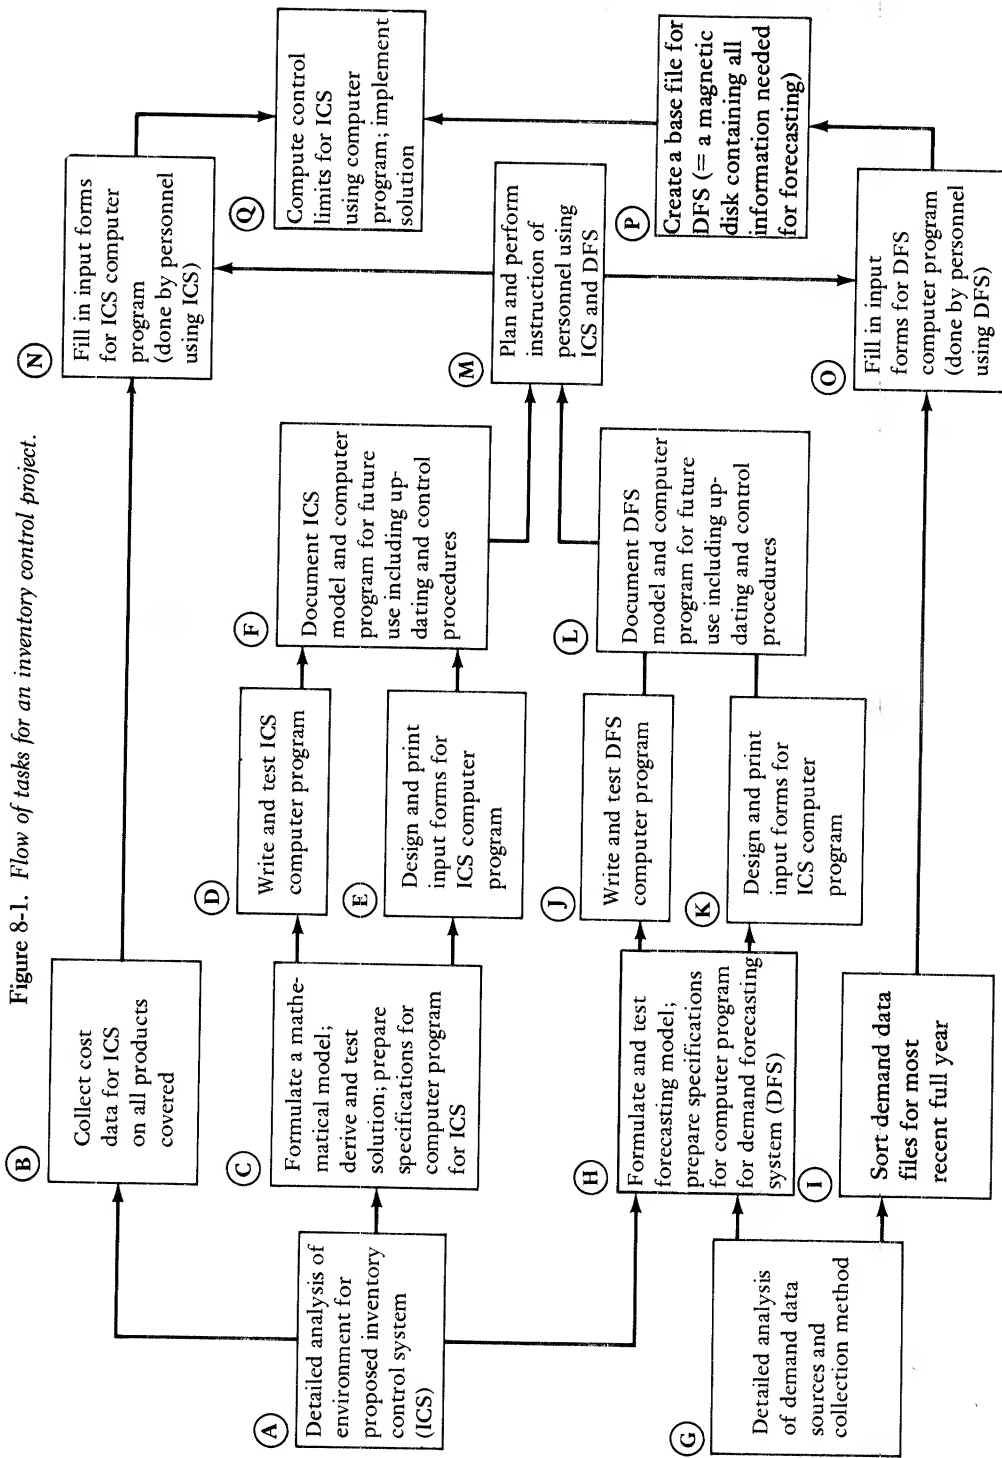 Figure 8-1. Flow of tasks for an inventory control project.
A
Detailed analysis of
environment for
proposed inventory
control system
(ICS)
B
Collect cost
data for ICS
on all products
covered
C
Formulate a mathe-
matical model;
derive and test
solution; prepare
specifications for
computer program
for ICS
D
Write and test ICS
computer program
E
Design and print
input forms for
ICS computer
program
F
Document ICS
model and computer
program for future
use including up-
dating and control
procedures
G
Detailed analysis
of demand data
sources and
collection method
H
Formulate and test
forecasting model;
prepare specifications
for computer program
for demand forecasting
system (DFS)
I
Sort demand data
files for most
recent full year
J
Write and test DFS
computer program
K
Design and print
input forms for
ICS computer
program
L
Document DFS
model and computer
program for future
use including up-
dating and control
procedures
M
Plan and perform
instruction of
personnel using
ICS and DFS
N
Fill in input forms
for ICS computer
program
(done by personnel
using ICS)
O
Fill in input
forms for DFS
computer program
(done by personnel
using DFS)
P
Create a base file for
DFS (= a magnetic
disk containing all
information needed
for forecasting)
Q
Compute control
limits for ICS
using computer
program; implement
solution